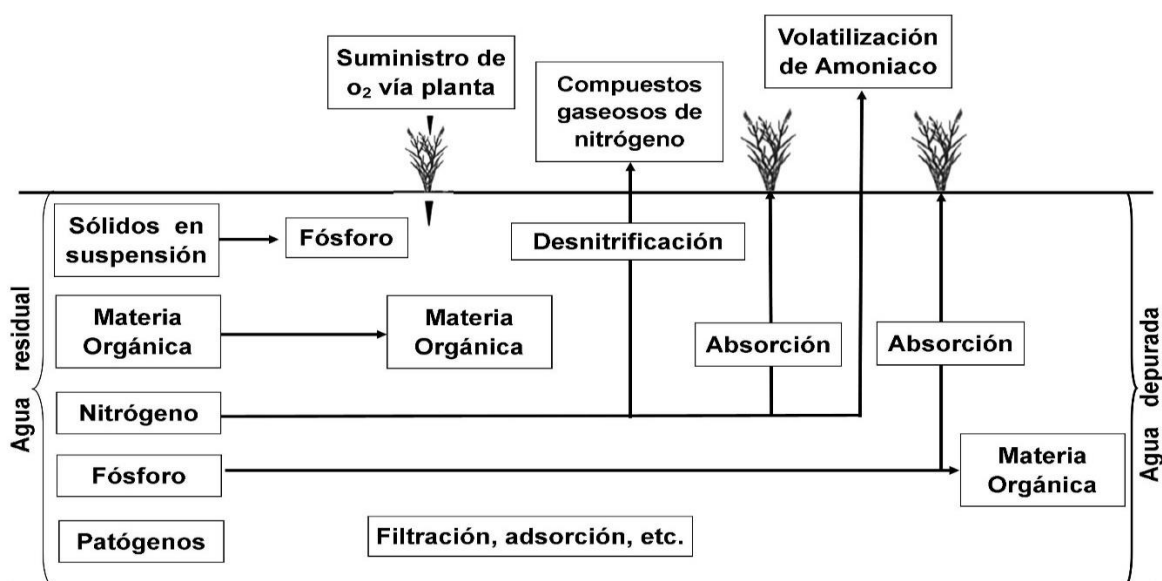 Suministro de
o₂ vía planta
Compuestos
gaseosos de
nitrógeno
Volatilización
de Amoniaco
Agua residual
Sólidos en
suspensión
Fósforo
Desnitrificación
Materia
Orgánica
Materia
Orgánica
Absorción
Absorción
Nitrógeno
Fósforo
Materia
Orgánica
Patógenos
Filtración, adsorción, etc.
Agua depurada